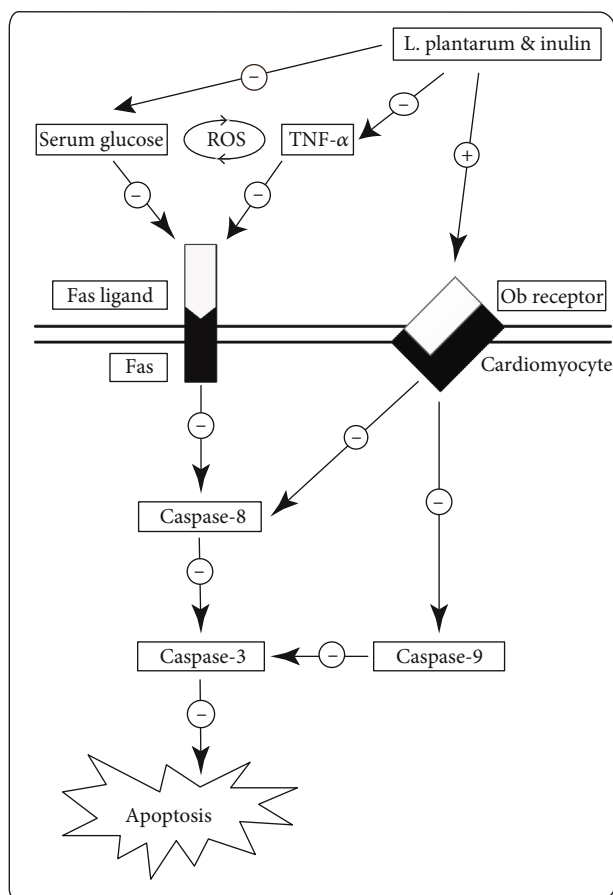 L. plantarum & inulin
−
−
Serum glucose
ROS
TNF-α
+
−
−
Fas ligand
Ob receptor
Fas
Cardiomyocyte
−
−
−
Caspase-8
−
Caspase-3
−
Caspase-9
−
Apoptosis